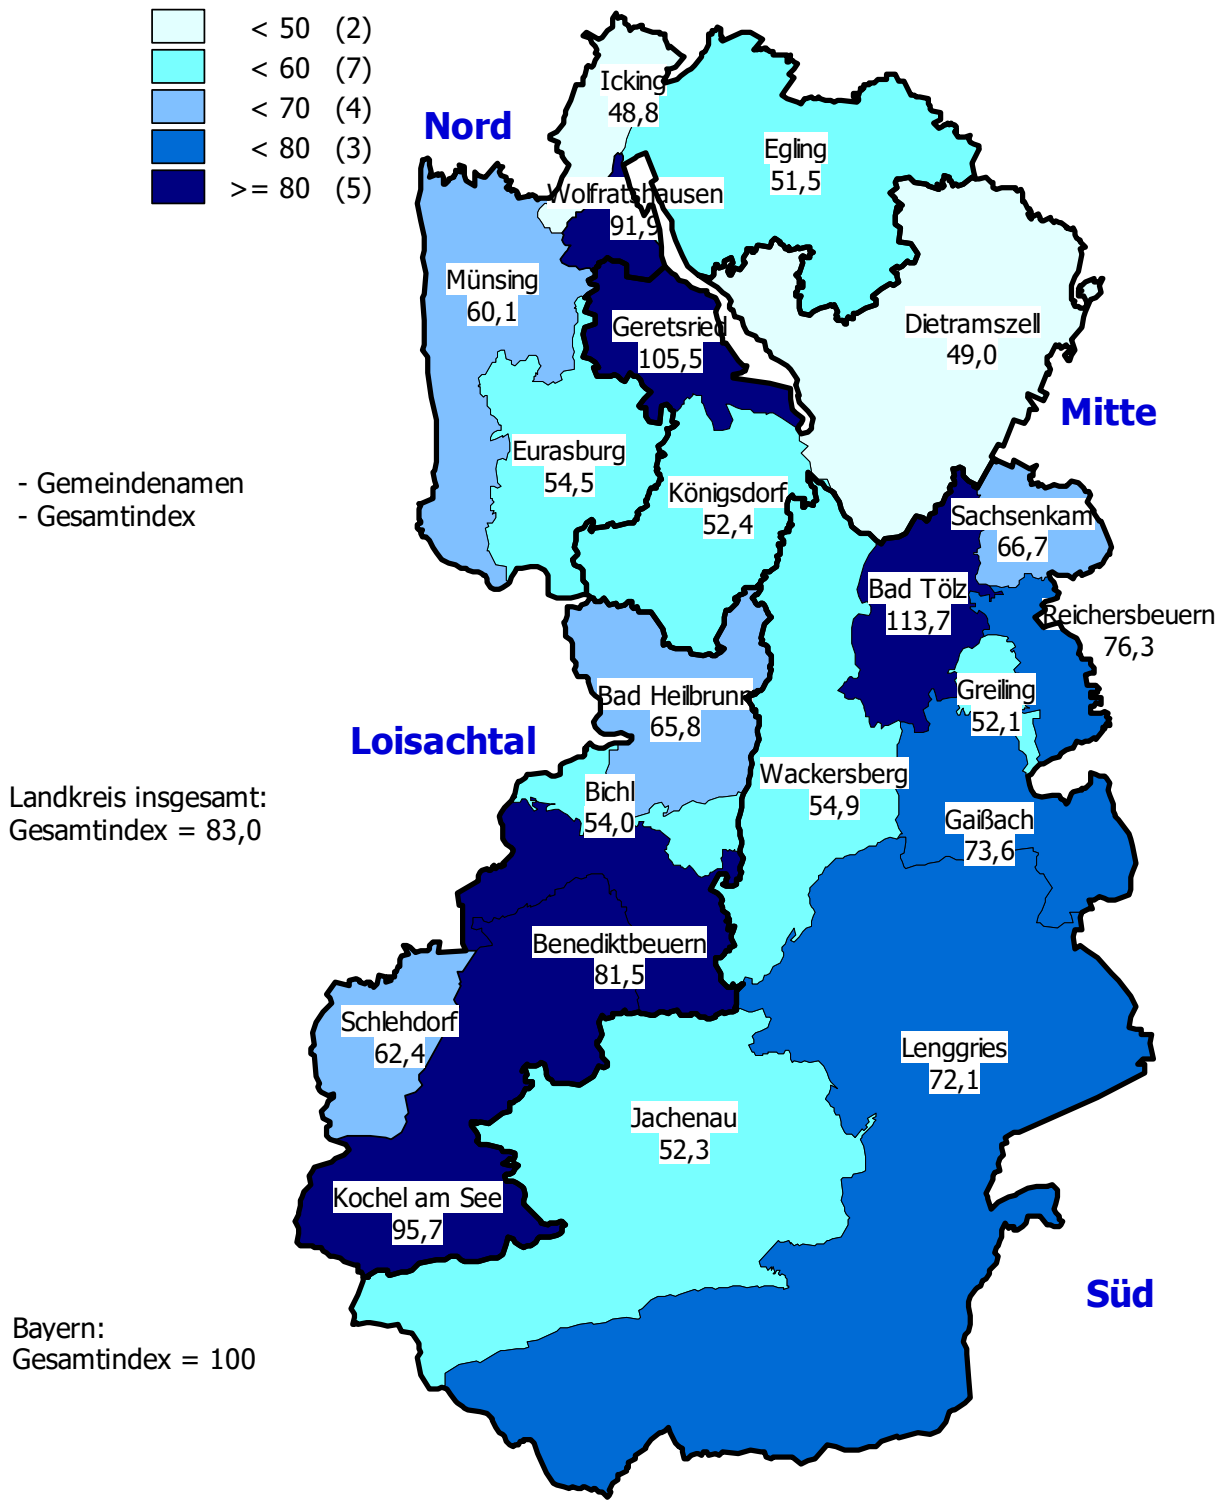 < 50 (2)
< 60 (7)
< 70 (4)
< 80 (3)
>= 80 (5)
Nord
Icking
48,8
Egling
51,5
Wolfratshausen
91,9
Münsing
60,1
Geretsried
105,5
Dietramszell
49,0
Mitte
Eurasburg
54,5
- Gemeindenamen
- Gesamtindex
Königsdorf
52,4
Sachsenkam
66,7
Bad Tölz
113,7
Reichersbeuern
76,3
Greiling
52,1
Bad Heilbrunn
65,8
Loisachtal
Wackersberg
54,9
Bichl
54,0
Landkreis insgesamt:
Gesamtindex = 83,0
Gaißach
73,6
Benediktbeuern
81,5
Schlehdorf
62,4
Lenggries
72,1
Jachenau
52,3
Kochel am See
95,7
Süd
Bayern:
Gesamtindex = 100